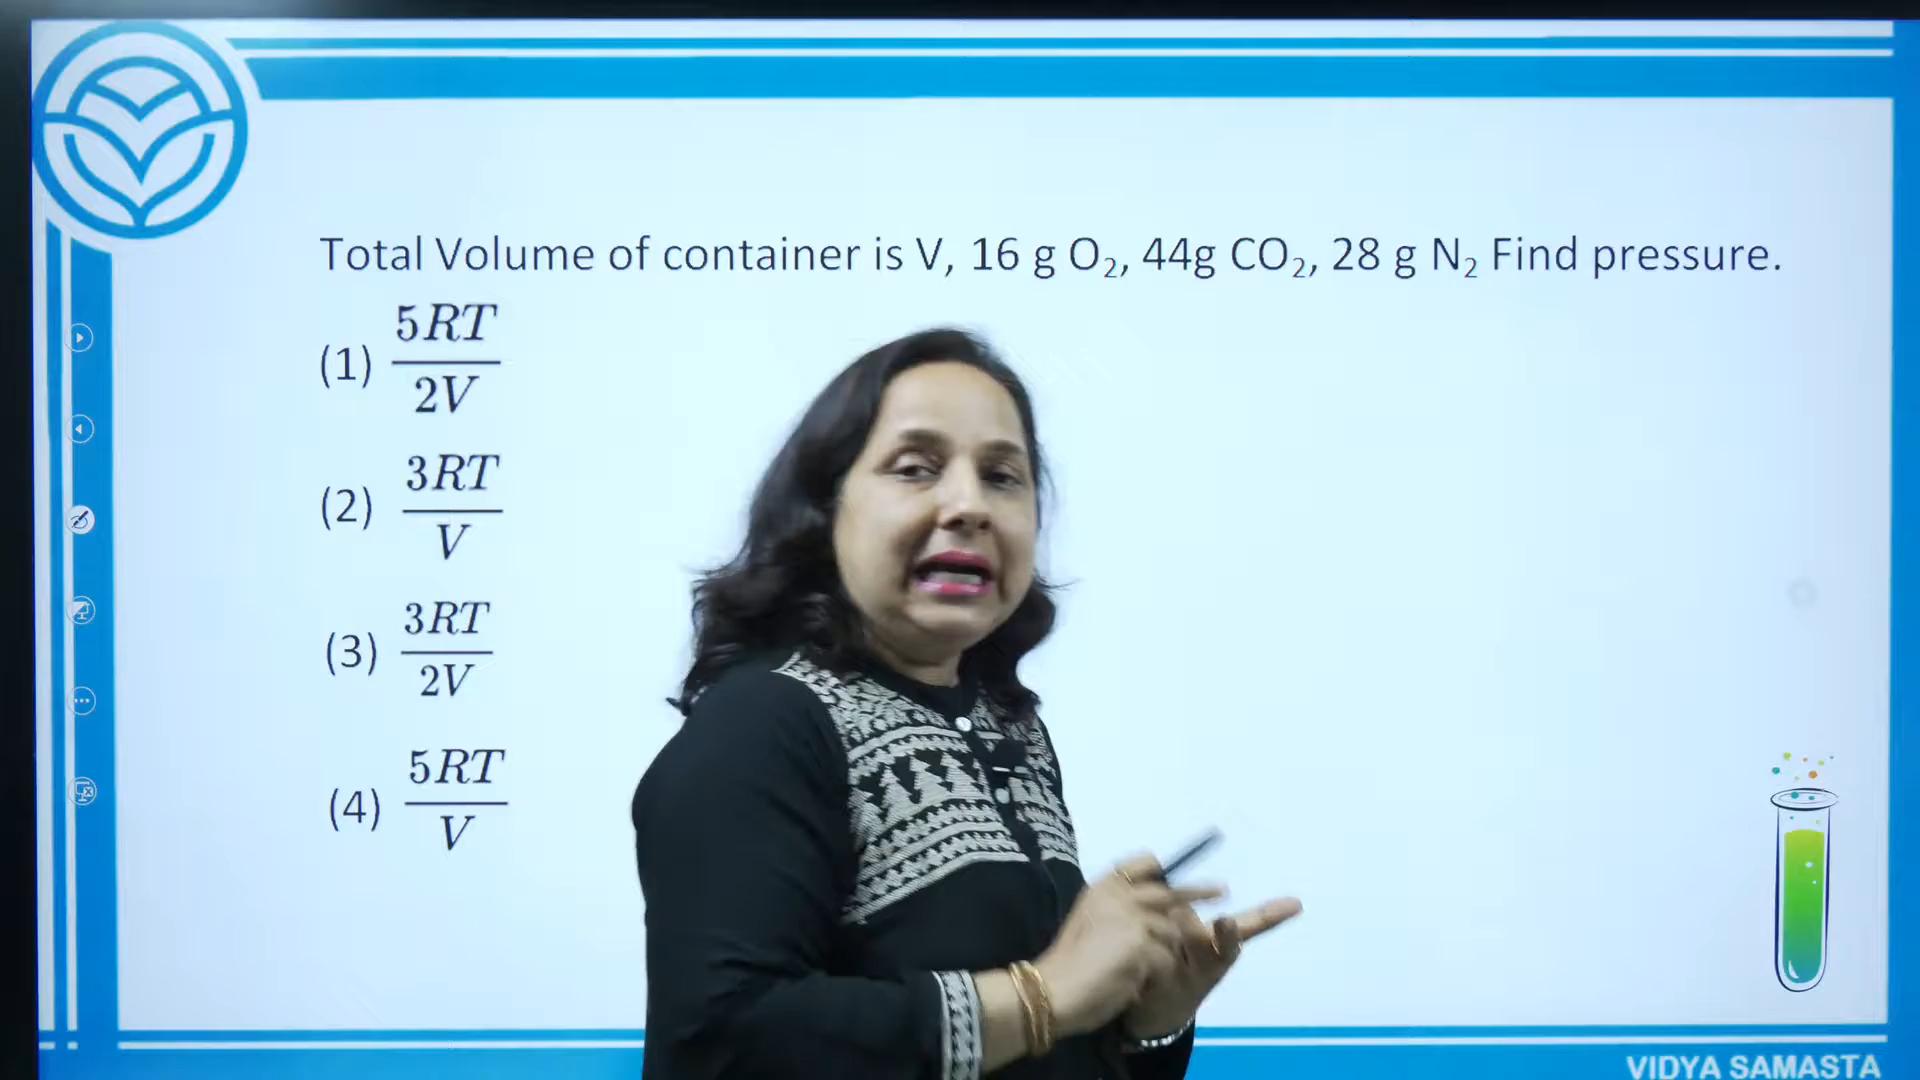 Total Volume of container is V, 16 g O₂, 44g CO₂, 28 g N₂ Find pressure.
(1) 5RT/2V
(2) 3RT/V
(3) 3RT/2V
(4) 5RT/V
VIDYA SAMASTA